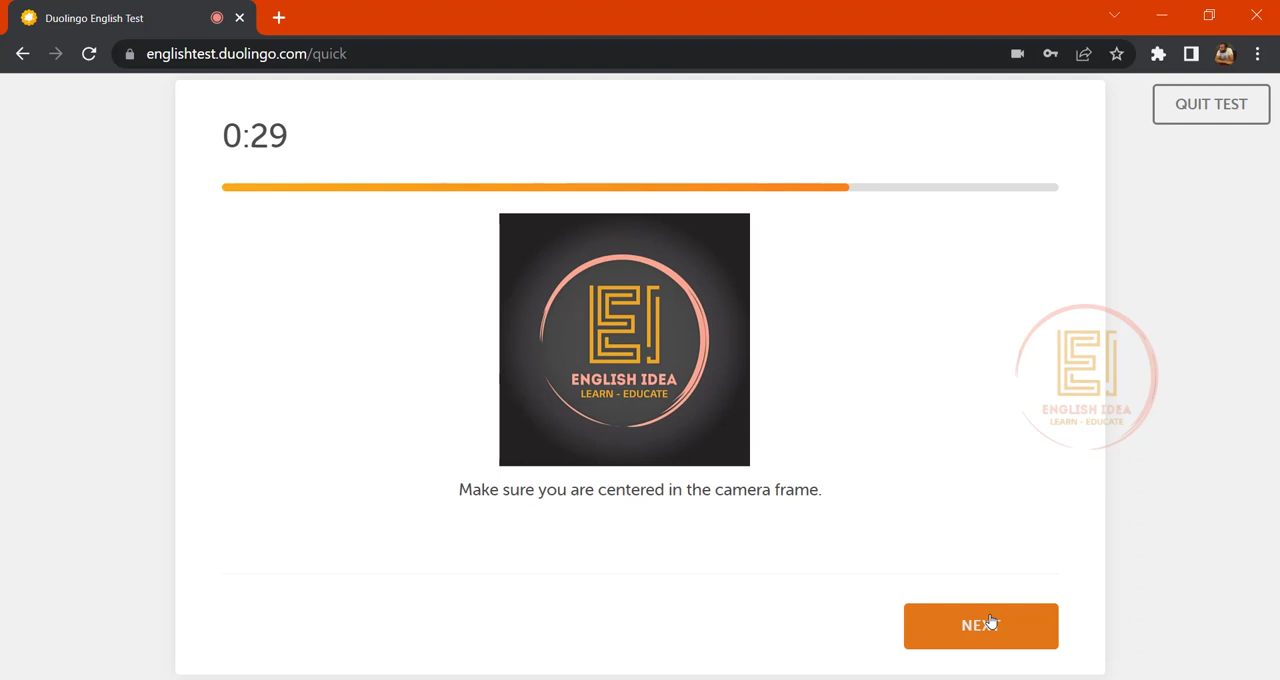 Duolingo English Test
englishtest.duolingo.com/quick
QUIT TEST
0:29
ENGLISH IDEA
LEARN - EDUCATE
ENGLISH IDEA
LEARN - EDUCATE
Make sure you are centered in the camera frame.
NEXT